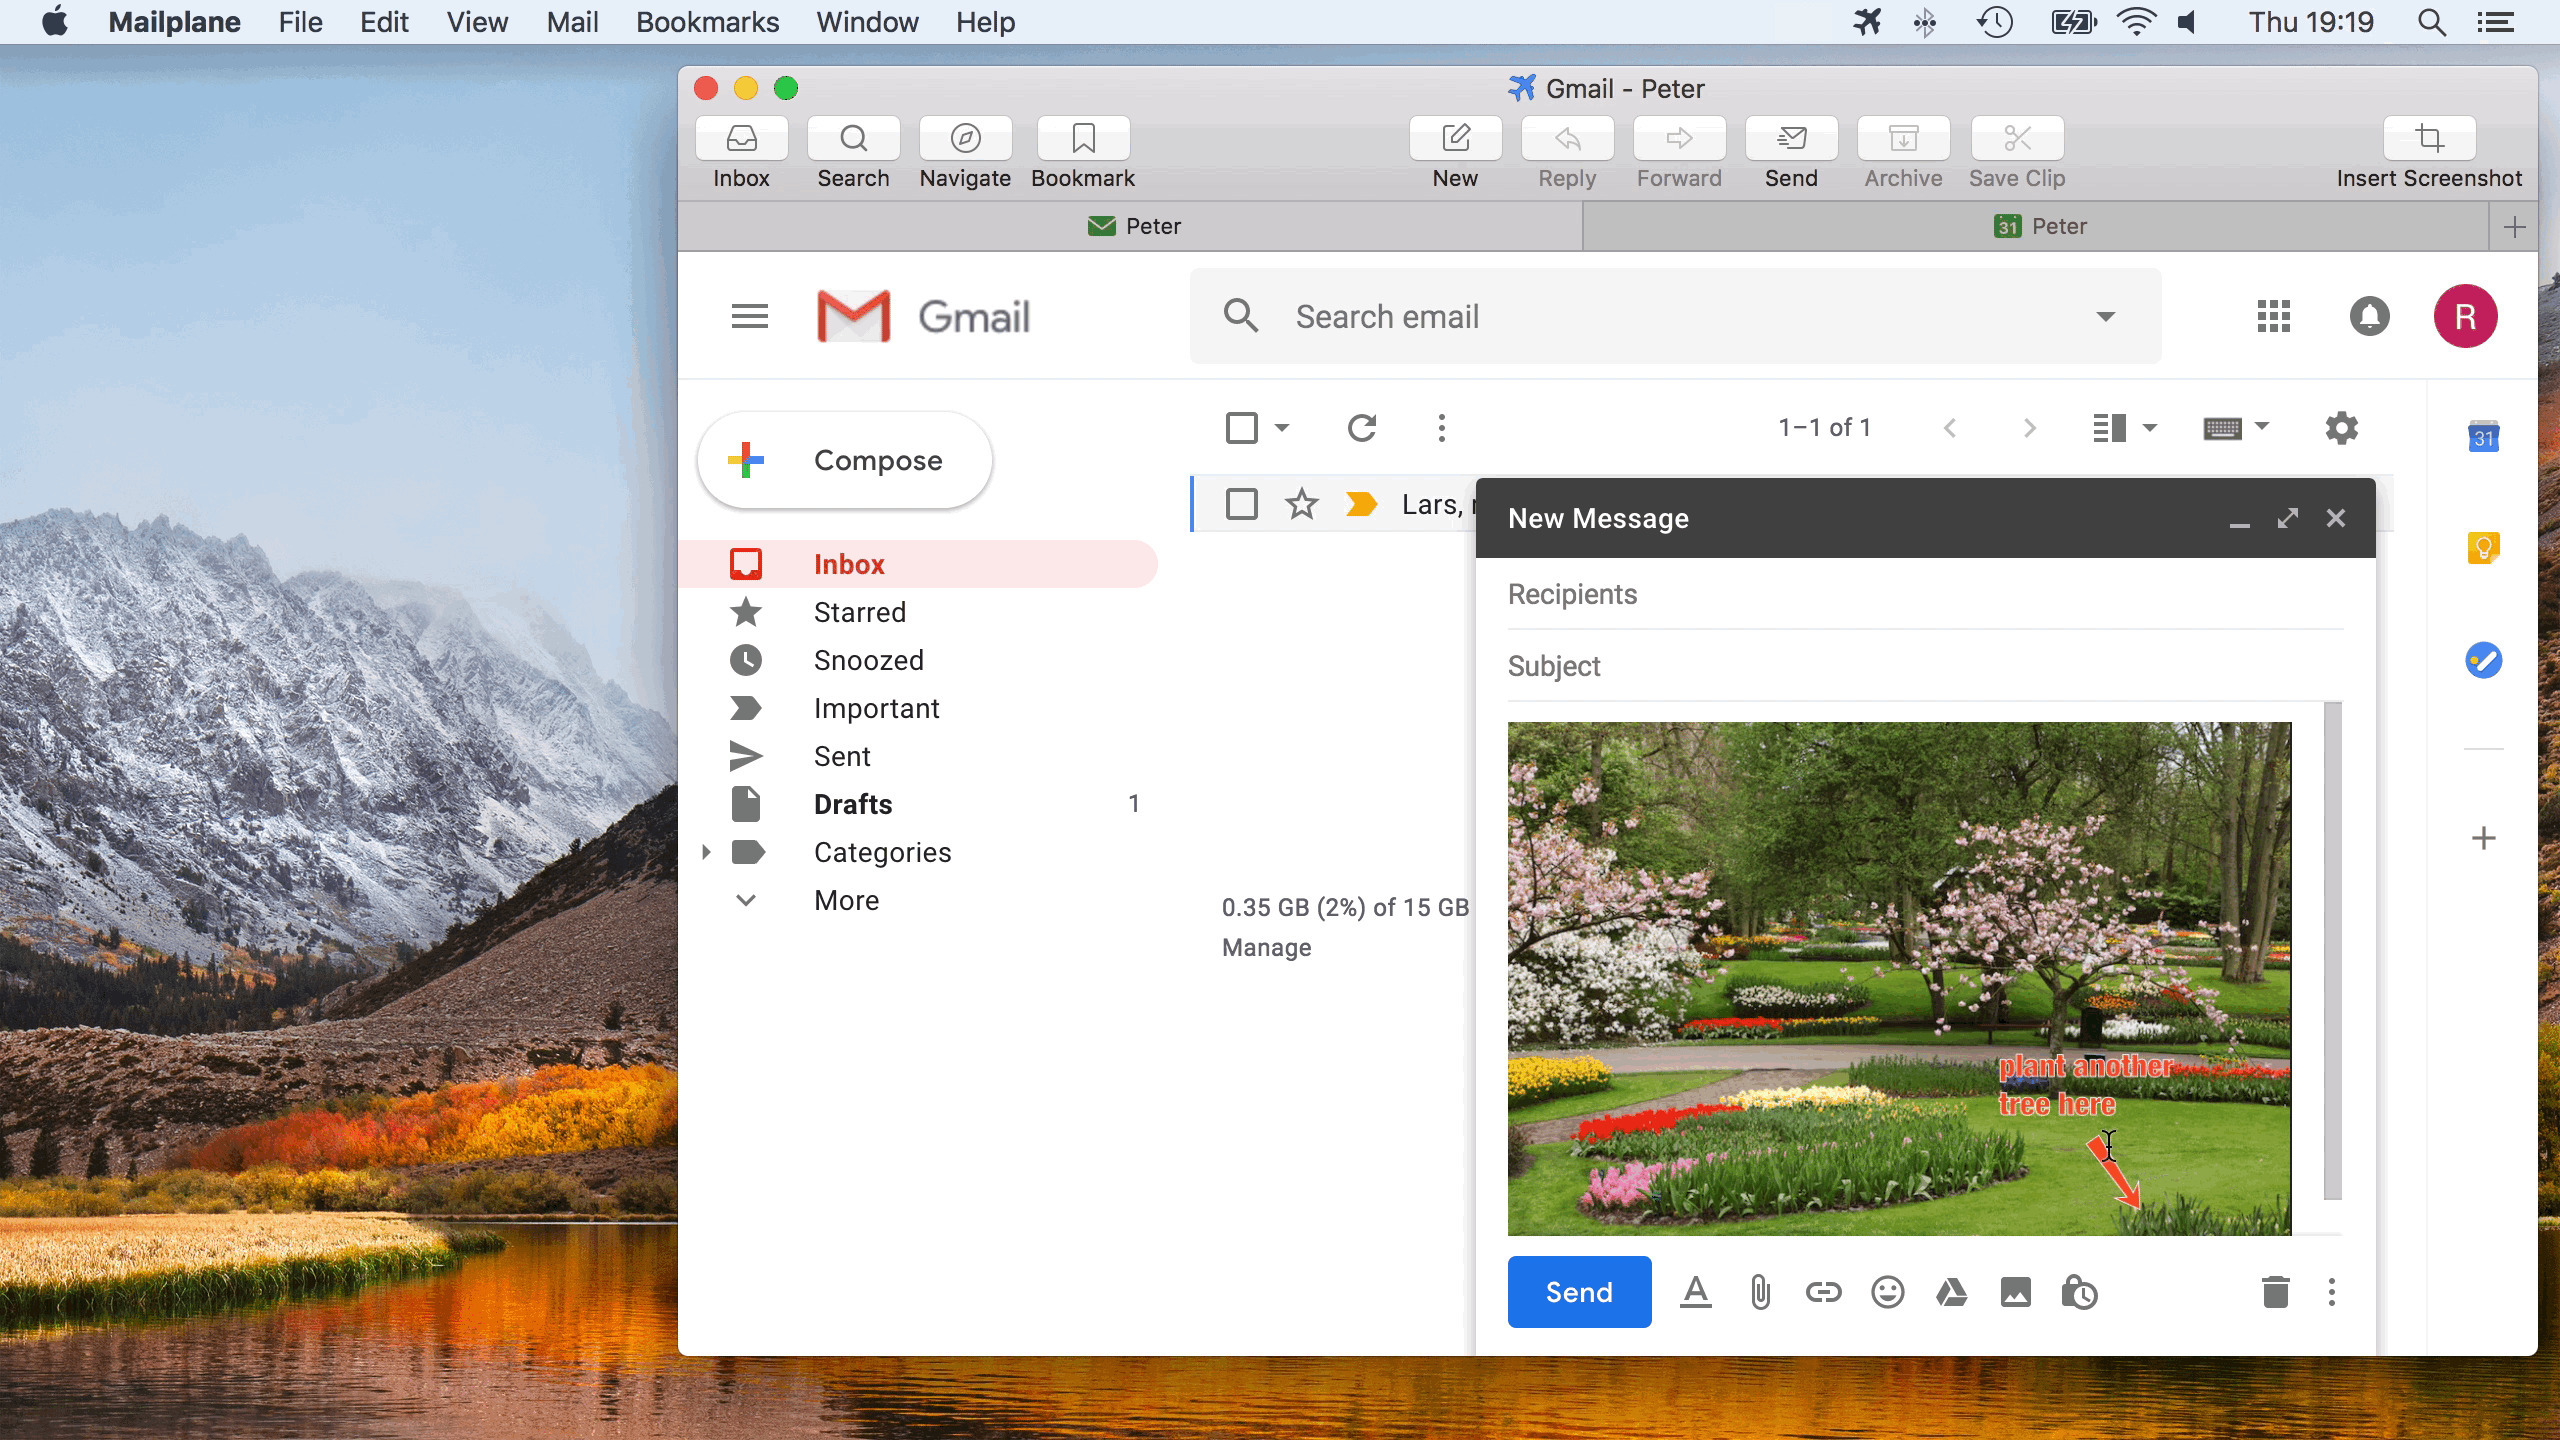 Mailplane File Edit View Mail Bookmarks Window Help Thu 19:19
Gmail - Peter
Inbox Search Navigate Bookmark New Reply Forward Send Archive Save Clip Insert Screenshot
Peter 31 Peter
Gmail Search email R
Compose 1–1 of 1 31
Lars,
New Message
Inbox
Recipients
Starred
Snoozed
Subject
Important
Sent
Drafts 1
Categories
More
0.35 GB (2%) of 15 GB
Manage
plant another
tree here
Send